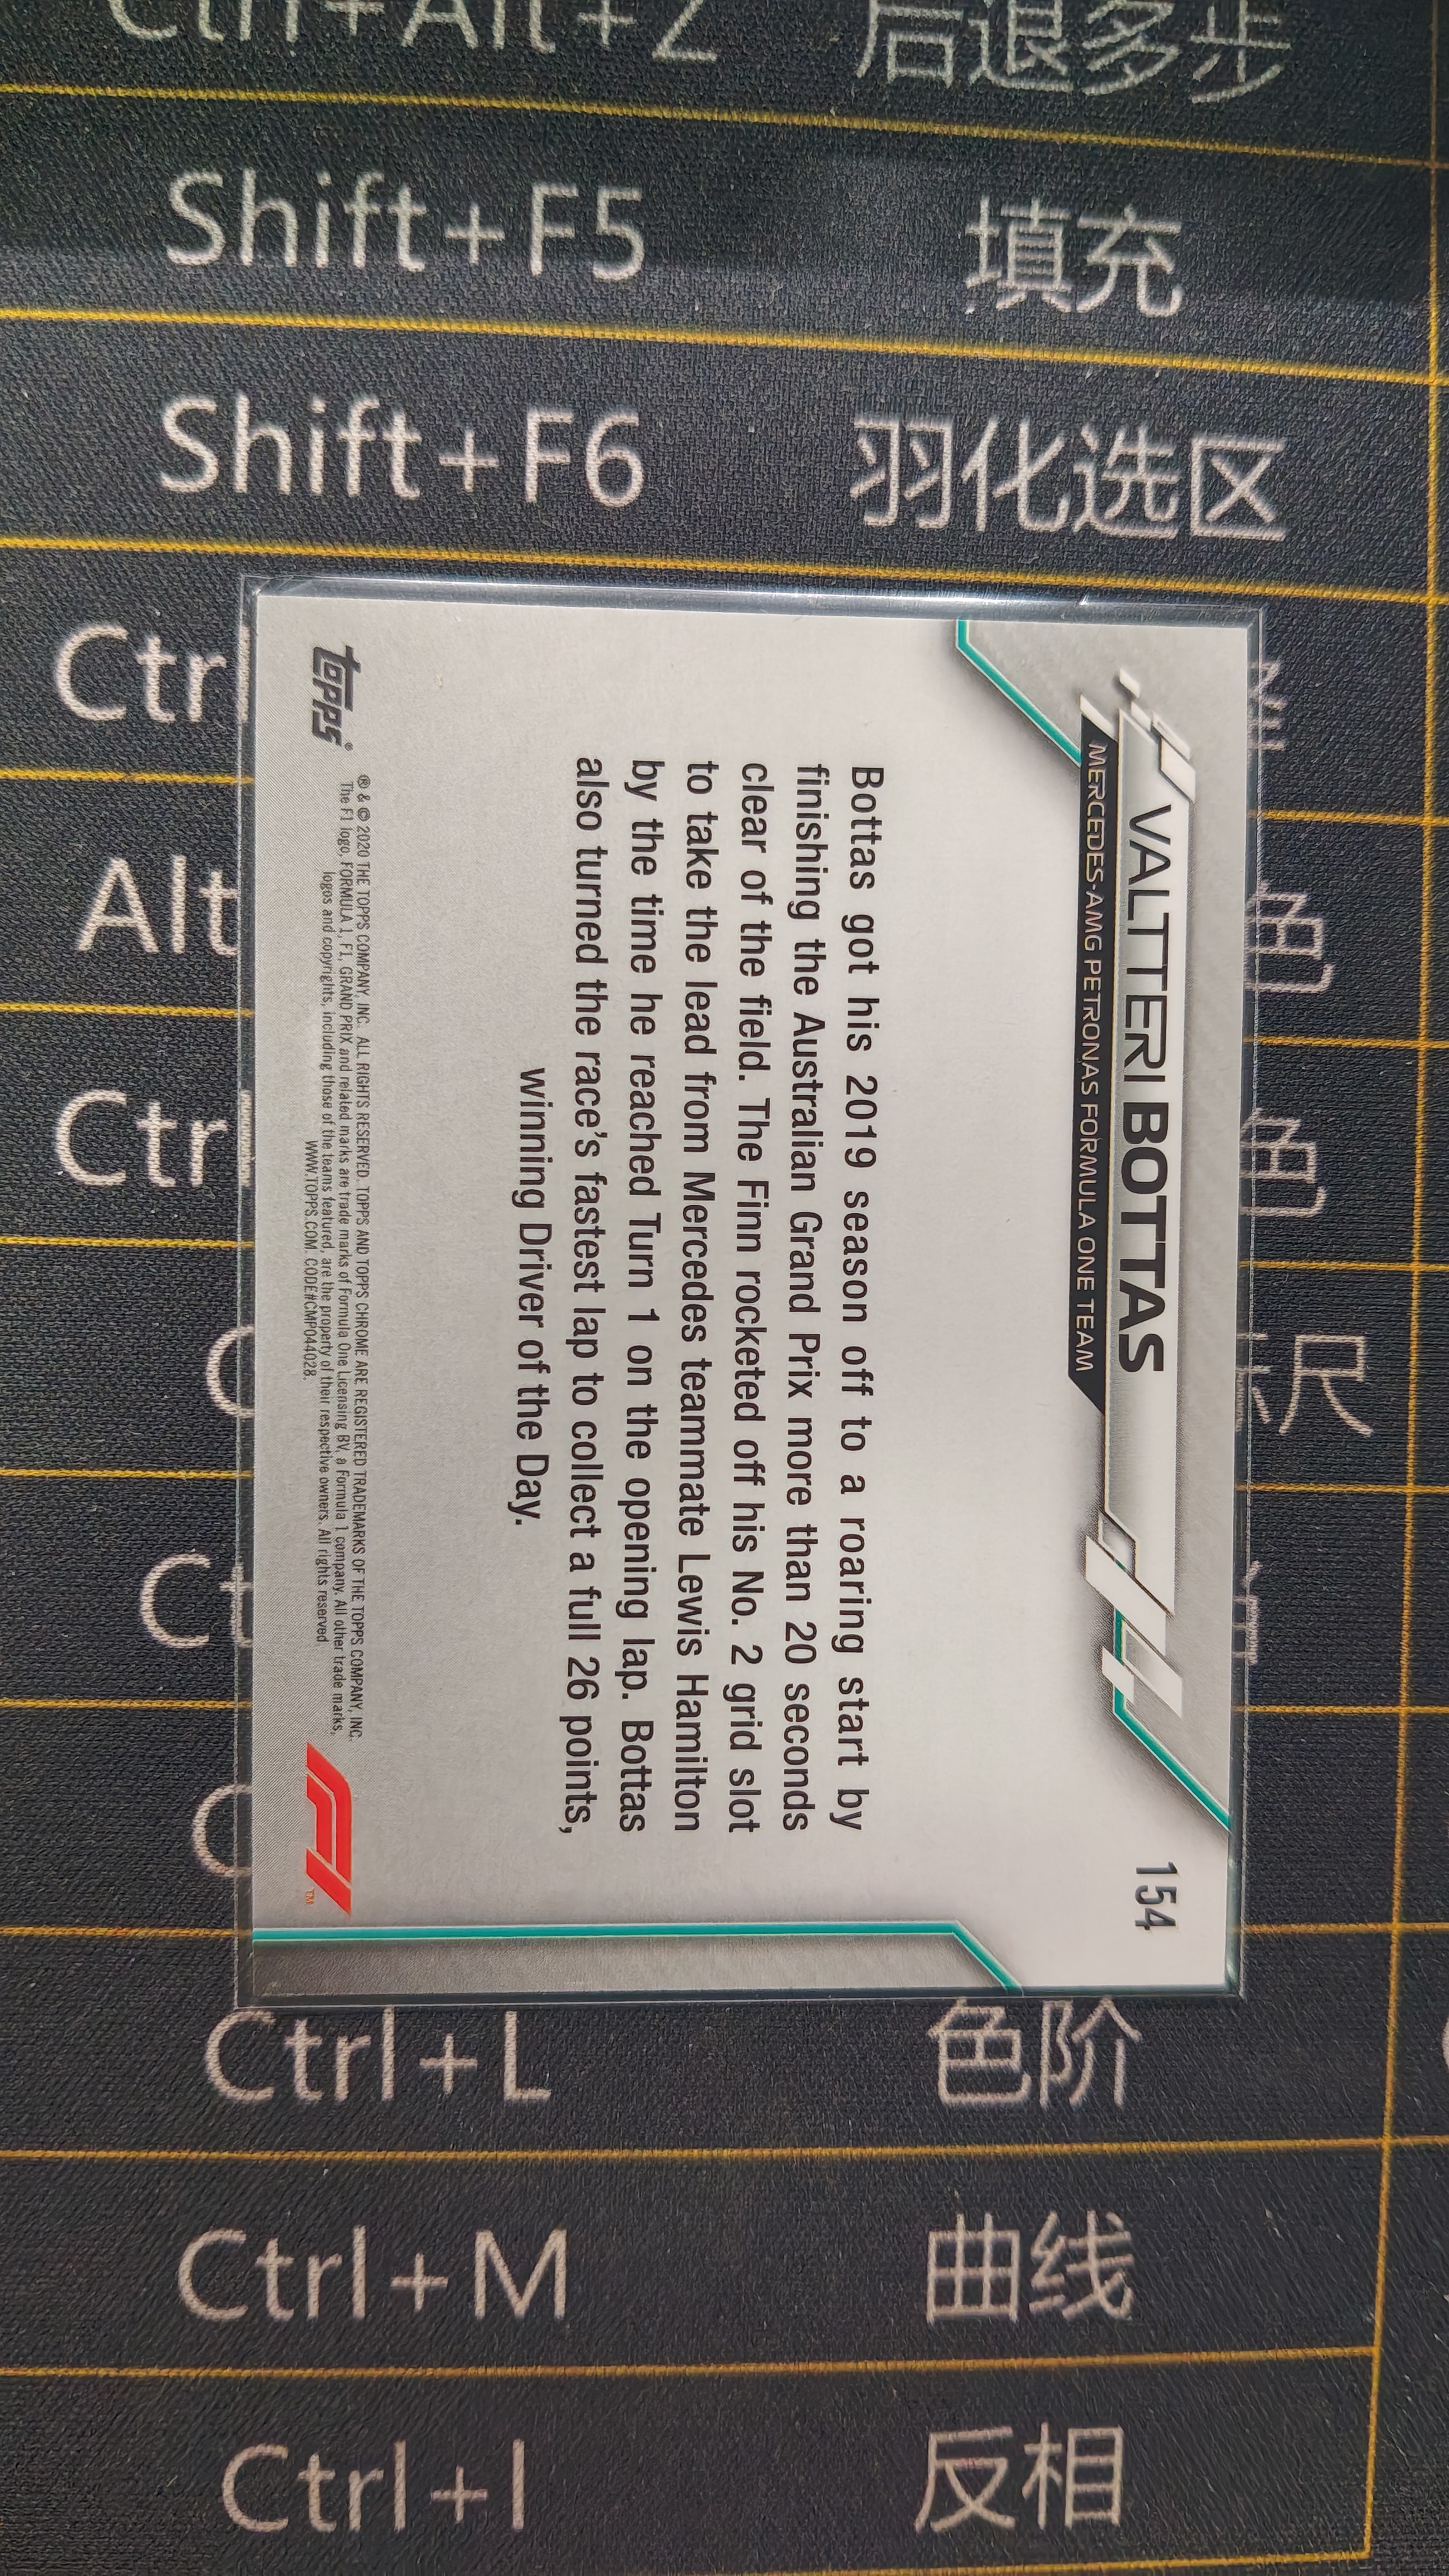 Ctrl+Alt+Z 后退多步
Shift+F5 填充
Shift+F6 羽化选区
Ctrl
Alt 色
Ctrl 色
尺
Ctrl+L 色阶
Ctrl+M 曲线
Ctrl+I 反相
154
VALTTERI BOTTAS
MERCEDES-AMG PETRONAS FORMULA ONE TEAM
Bottas got his 2019 season off to a roaring start by
finishing the Australian Grand Prix more than 20 seconds
clear of the field. The Finn rocketed off his No. 2 grid slot
to take the lead from Mercedes teammate Lewis Hamilton
by the time he reached Turn 1 on the opening lap. Bottas
also turned the race's fastest lap to collect a full 26 points,
winning Driver of the Day.
topps®
® & © 2020 THE TOPPS COMPANY, INC. ALL RIGHTS RESERVED. TOPPS AND TOPPS CHROME ARE REGISTERED TRADEMARKS OF THE TOPPS COMPANY, INC.
The F1 logo, FORMULA 1, F1, GRAND PRIX and related marks are trade marks of Formula One Licensing BV, a Formula 1 company. All other trade marks,
logos and copyrights, including those of the teams featured, are the property of their respective owners. All rights reserved.
WWW.TOPPS.COM. CODE#CMP044028.
F1™